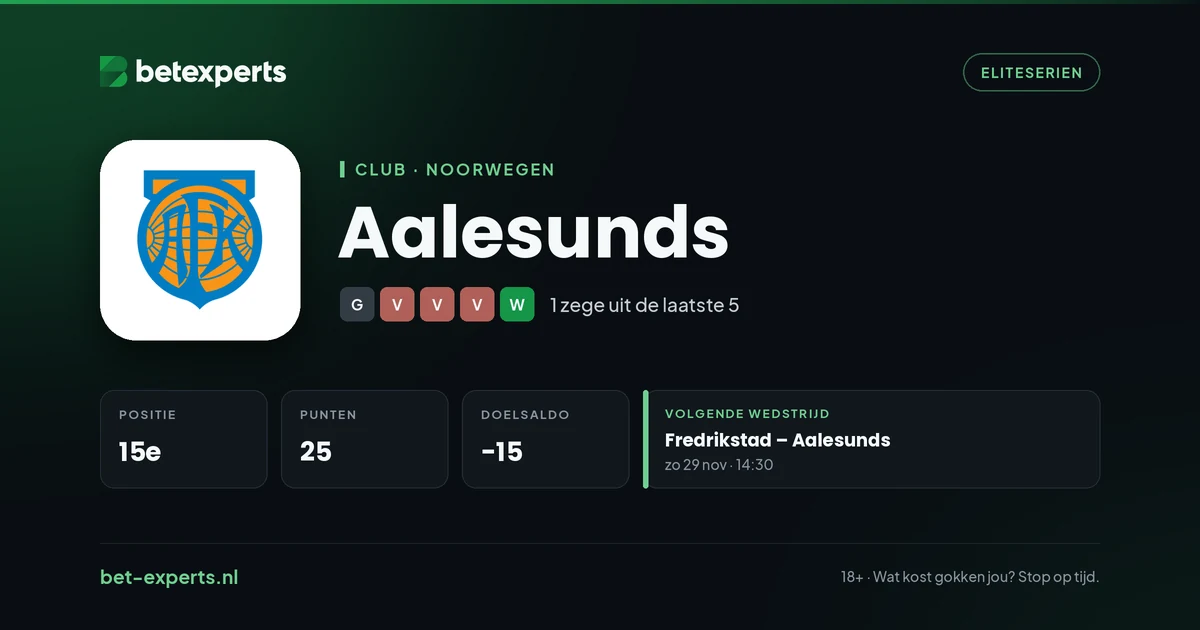 betexperts
ELITESERIEN
AFK
CLUB · NOORWEGEN
Aalesunds
G V V V W 1 zege uit de laatste 5
POSITIE
15e
PUNTEN
25
DOELSALDO
-15
VOLGENDE WEDSTRIJD
Fredrikstad – Aalesunds
zo 29 nov · 14:30
bet-experts.nl
18+ · Wat kost gokken jou? Stop op tijd.